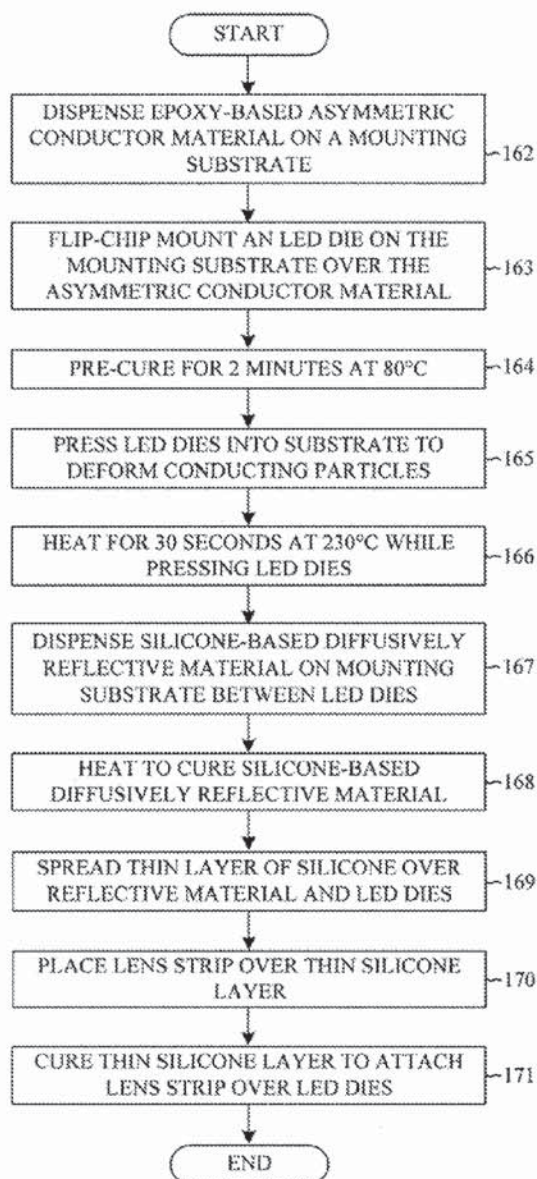 START
DISPENSE EPOXY-BASED ASYMMETRIC
CONDUCTOR MATERIAL ON A MOUNTING
SUBSTRATE
162
FLIP-CHIP MOUNT AN LED DIE ON THE
MOUNTING SUBSTRATE OVER THE
ASYMMETRIC CONDUCTOR MATERIAL
163
PRE-CURE FOR 2 MINUTES AT 80°C
164
PRESS LED DIES INTO SUBSTRATE TO
DEFORM CONDUCTING PARTICLES
165
HEAT FOR 30 SECONDS AT 230°C WHILE
PRESSING LED DIES
166
DISPENSE SILICONE-BASED DIFFUSIVELY
REFLECTIVE MATERIAL ON MOUNTING
SUBSTRATE BETWEEN LED DIES
167
HEAT TO CURE SILICONE-BASED
DIFFUSIVELY REFLECTIVE MATERIAL
168
SPREAD THIN LAYER OF SILICONE OVER
REFLECTIVE MATERIAL AND LED DIES
169
PLACE LENS STRIP OVER THIN SILICONE
LAYER
170
CURE THIN SILICONE LAYER TO ATTACH
LENS STRIP OVER LED DIES
171
END